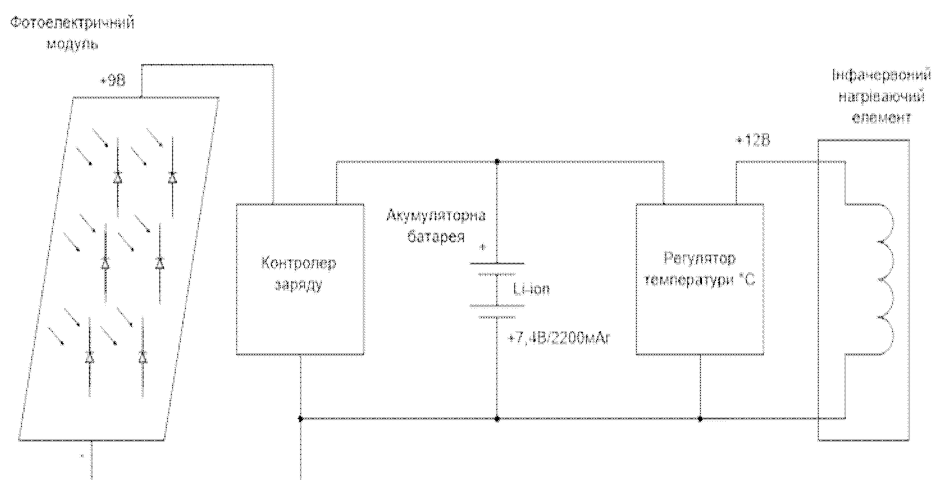 Фотоелектричний
модуль
+9В
Інфачервоний
нагріваючий
елемент
+12В
Акумуляторна
батарея
+
Контролер
заряду
Регулятор
температури °С
Li-ion
+7,4В/2200мАг
-